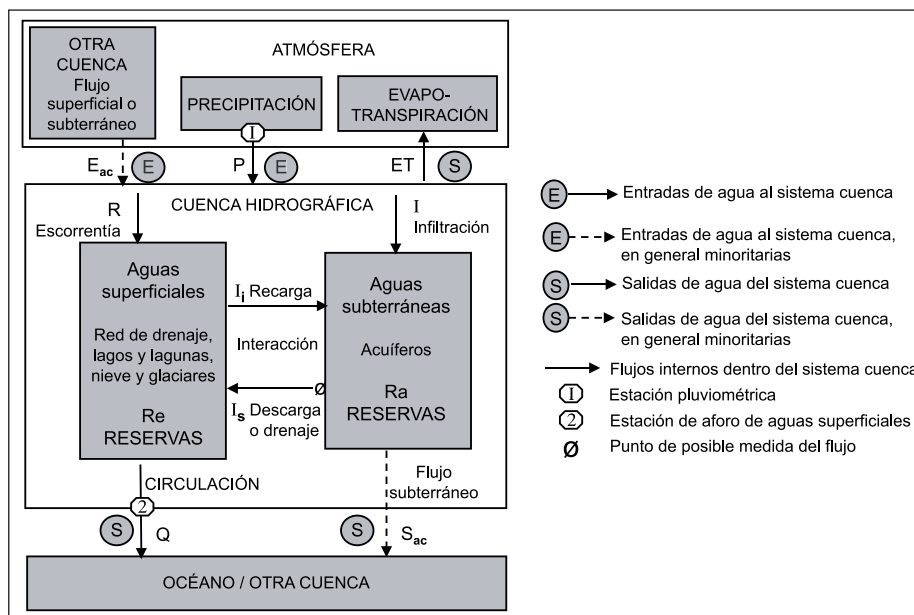 ATMÓSFERA
OTRA
CUENCA
Flujo
superficial o
subterráneo
PRECIPITACIÓN
I
EVAPO-
TRANSPIRACIÓN
E
ac
E
P
E
ET
S
CUENCA HIDROGRÁFICA
R
Escorrentía
I
Infiltración
Aguas
superficiales
Red de drenaje,
lagos y lagunas,
nieve y glaciares
Re
RESERVAS
Ii Recarga
Interacción
Ø
Is Descarga
o drenaje
Aguas
subterráneas
Acuíferos
Ra
RESERVAS
CIRCULACIÓN
2
Flujo
subterráneo
S
Q
S
Sac
OCÉANO / OTRA CUENCA
E Entradas de agua al sistema cuenca
E Entradas de agua al sistema cuenca,
en general minoritarias
S Salidas de agua del sistema cuenca
S Salidas de agua del sistema cuenca,
en general minoritarias
Flujos internos dentro del sistema cuenca
I Estación pluviométrica
2 Estación de aforo de aguas superficiales
Ø Punto de posible medida del flujo